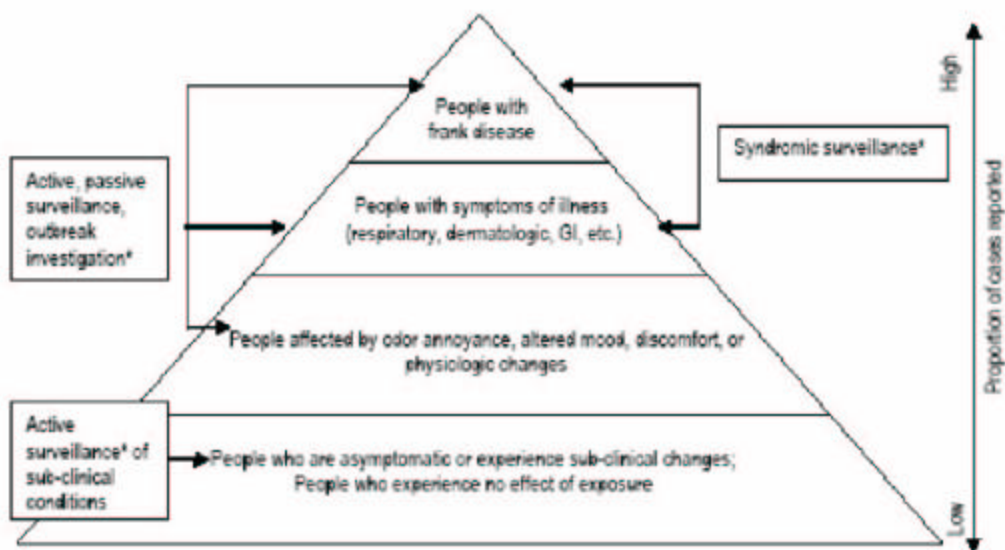 People with
frank disease
High
Syndromic surveillance*
Active, passive
surveillance,
outbreak
investigation*
People with symptoms of illness
(respiratory, dermatologic, GI, etc.)
Proportion of cases reported
People affected by odor annoyance, altered mood, discomfort, or
physiologic changes
Active
surveillance* of
sub-clinical
conditions
People who are asymptomatic or experience sub-clinical changes;
People who experience no effect of exposure
Low